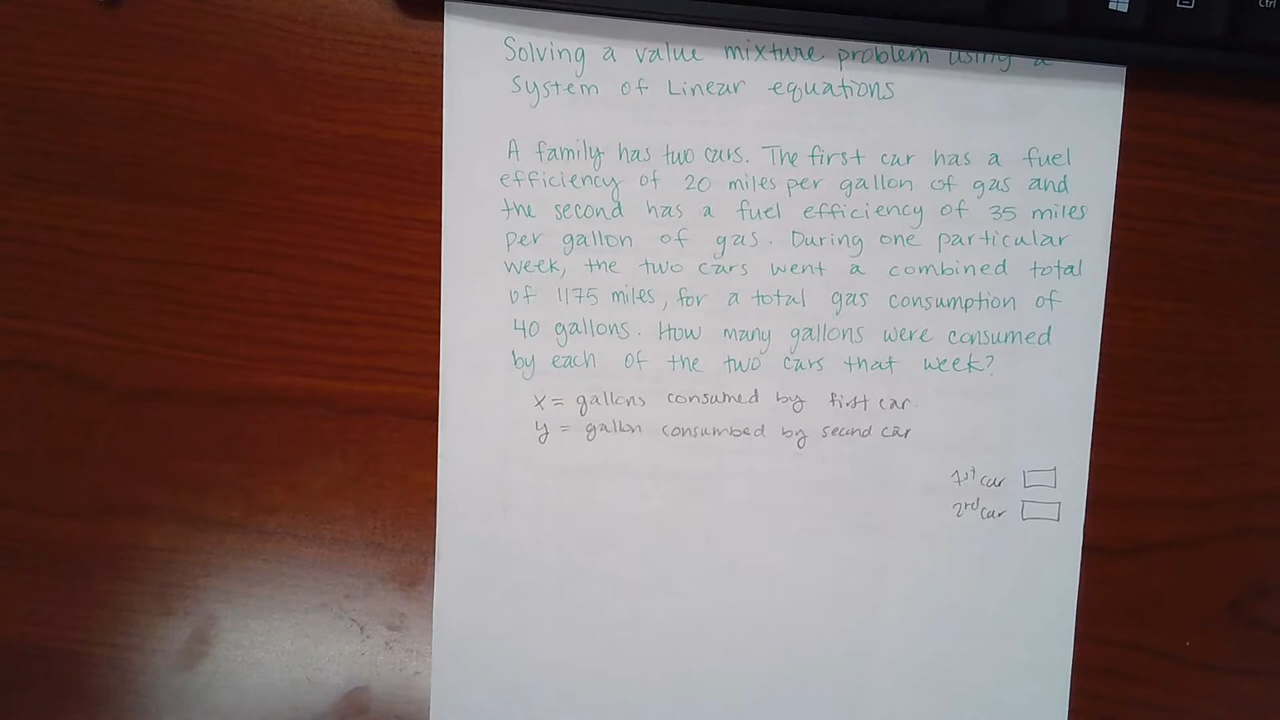 Solving a value mixture problem using a
System of Linear equations
A family has two cars. The first car has a fuel
efficiency of 20 miles per gallon of gas and
the second has a fuel efficiency of 35 miles
per gallon of gas. During one particular
week, the two cars went a combined total
of 1175 miles, for a total gas consumption of
40 gallons. How many gallons were consumed
by each of the two cars that week?
x = gallons consumed by first car.
y = gallon consumbed by second car
1st car
2rd car
Ctrl